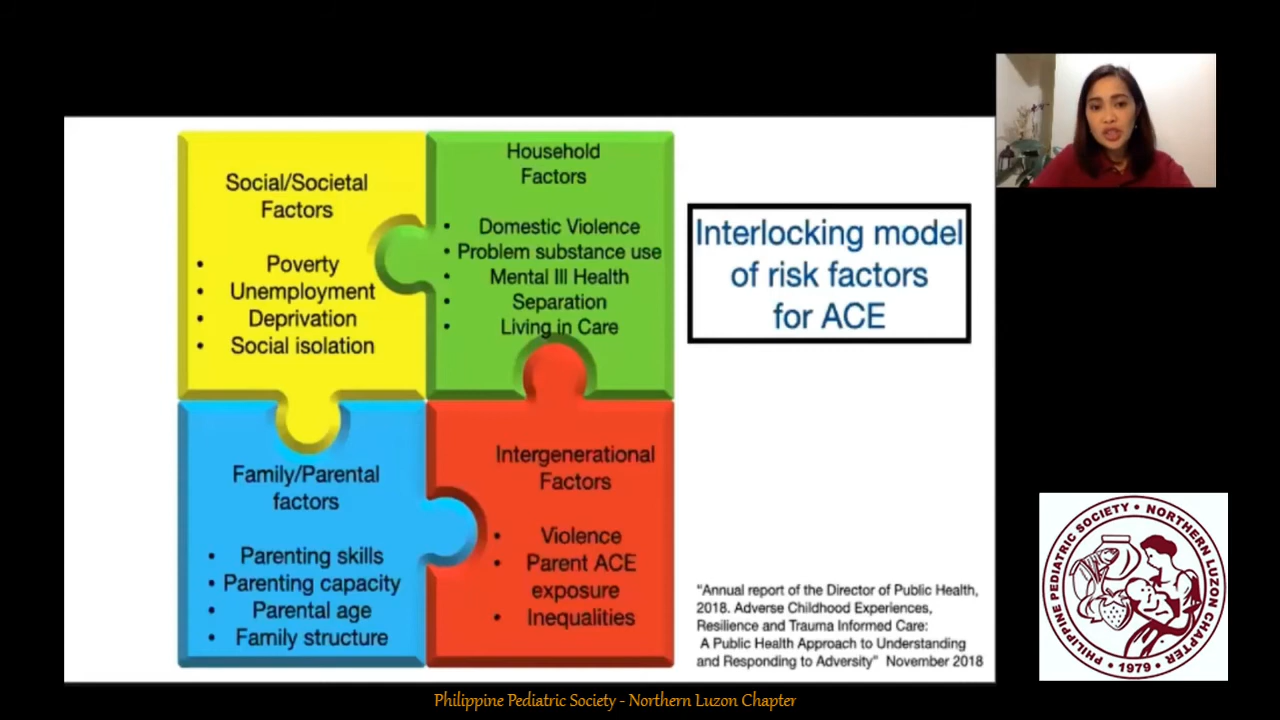 Social/Societal
Factors
• Poverty
• Unemployment
• Deprivation
• Social isolation
Household
Factors
• Domestic Violence
• Problem substance use
• Mental Ill Health
• Separation
• Living in Care
Family/Parental
factors
• Parenting skills
• Parenting capacity
• Parental age
• Family structure
Intergenerational
Factors
• Violence
• Parent ACE
exposure
• Inequalities
Interlocking model
of risk factors
for ACE
"Annual report of the Director of Public Health,
2018. Adverse Childhood Experiences,
Resilience and Trauma Informed Care:
A Public Health Approach to Understanding
and Responding to Adversity" November 2018
PHILIPPINE PEDIATRIC SOCIETY • NORTHERN LUZON CHAPTER
• 1979 •
Philippine Pediatric Society - Northern Luzon Chapter